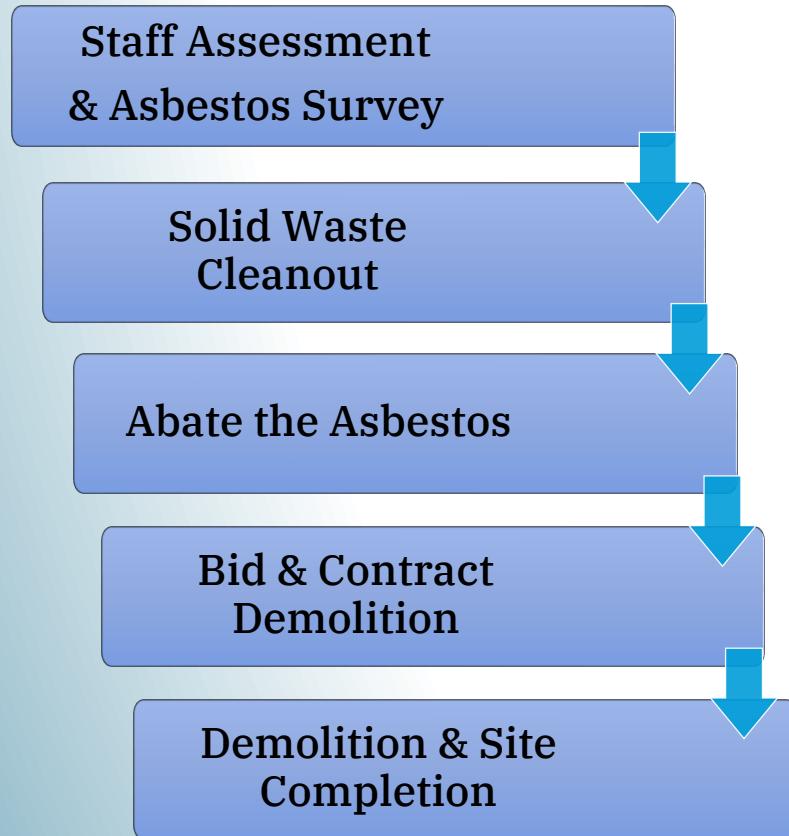 Staff Assessment
& Asbestos Survey
Solid Waste
Cleanout
Abate the Asbestos
Bid & Contract
Demolition
Demolition & Site
Completion